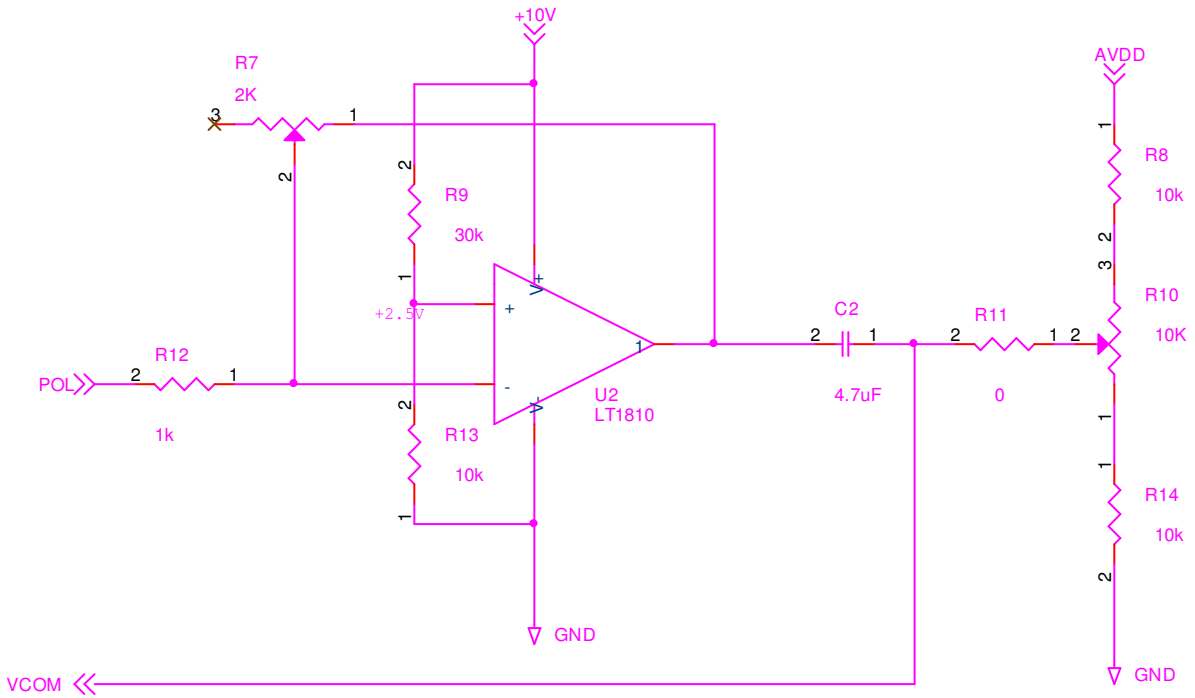 +10V
AVDD
R7
2K
3
1
2
2
R9
30k
1
+2.5V
V+
+
-
V-
1
U2
LT1810
R12
POL
2
1
1k
2
R13
10k
1
GND
C2
2
1
4.7uF
R11
2
1
0
1
R8
10k
2
3
R10
10K
2
1
1
R14
10k
2
GND
VCOM